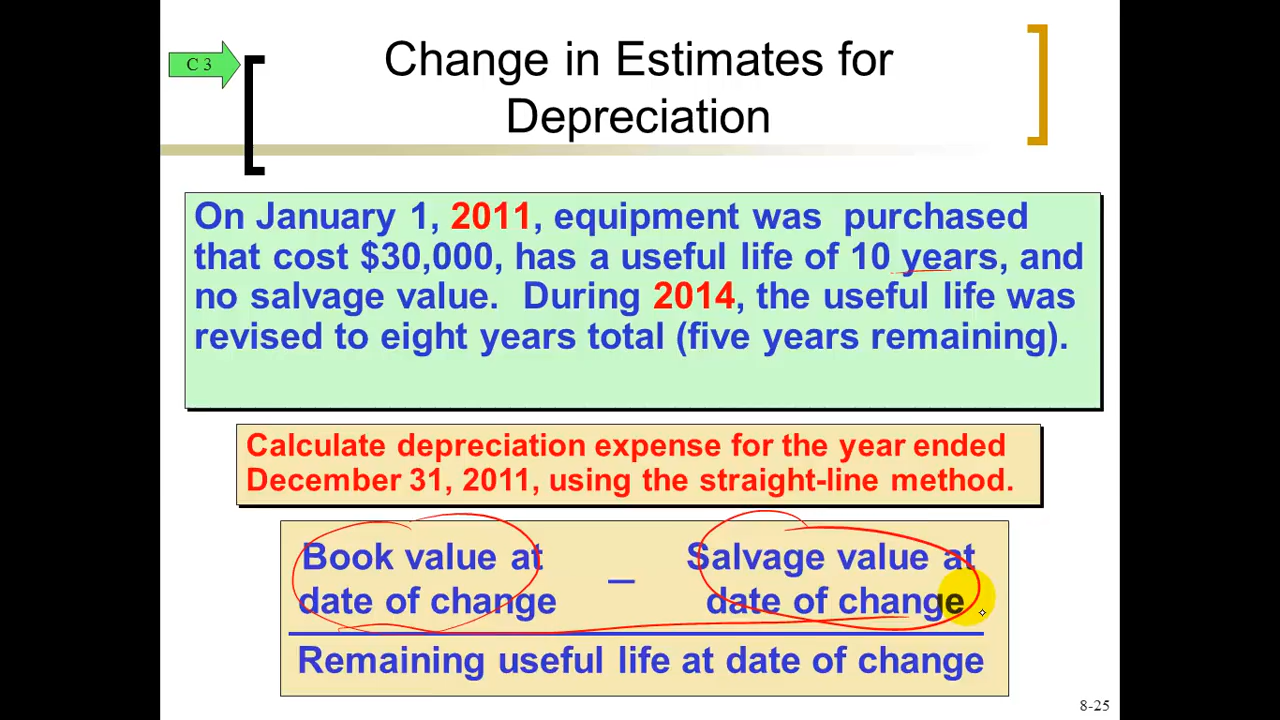 C 3
Change in Estimates for
Depreciation
On January 1, 2011, equipment was purchased
that cost $30,000, has a useful life of 10 years, and
no salvage value. During 2014, the useful life was
revised to eight years total (five years remaining).
Calculate depreciation expense for the year ended
December 31, 2011, using the straight-line method.
Book value at
date of change
–
Salvage value at
date of change
Remaining useful life at date of change
8-25